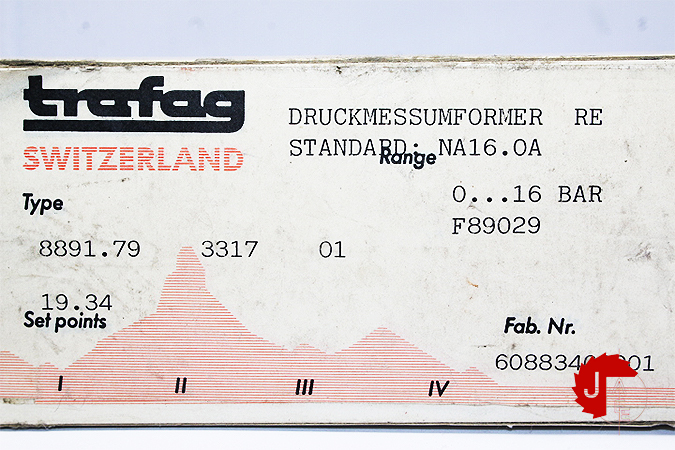 trafag
SWITZERLAND
DRUCKMESSUMFORMER RE
STANDARD: NA16.0A
Range
0...16 BAR
F89029
Type
8891.79 3317 01
19.34
Set points
Fab. Nr.
I II III IV
J